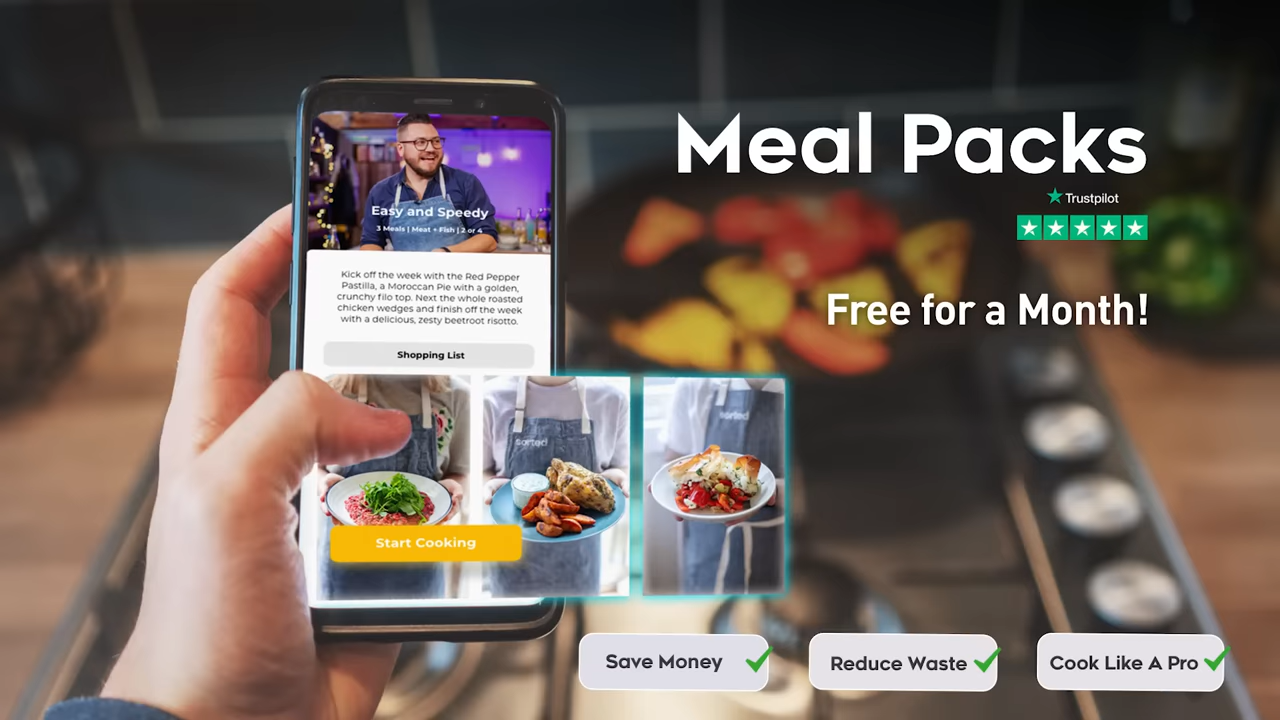 Meal Packs
Trustpilot
Free for a Month!
Easy and Speedy
3 Meals | Meat + Fish | 2 or 4
Kick off the week with the Red Pepper
Pastilla, a Moroccan Pie with a golden,
crunchy filo top. Next the whole roasted
chicken wedges and finish off the week
with a delicious, zesty beetroot risotto.
Shopping List
sorted
sorted
Start Cooking
Save Money
Reduce Waste
Cook Like A Pro